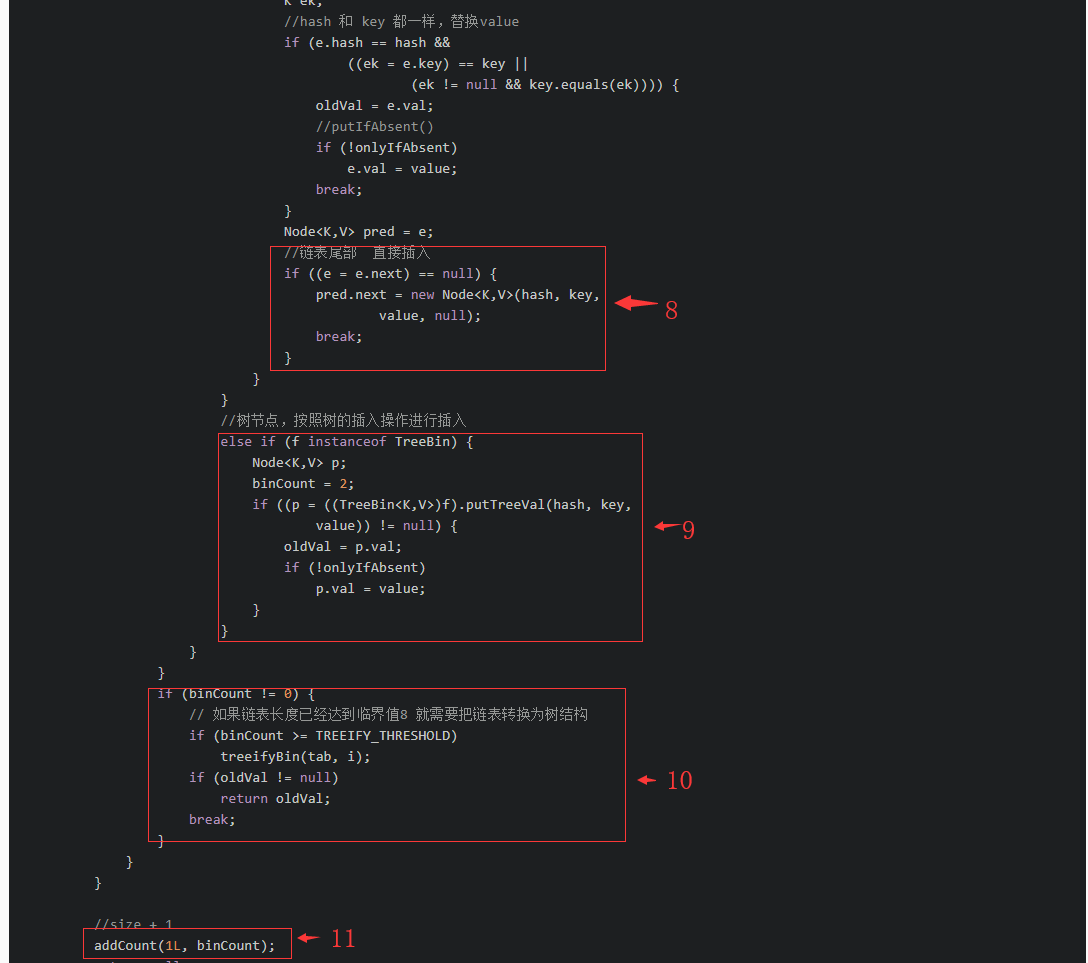 K ek;
//hash 和 key 都一样，替换value
if (e.hash == hash &&
((ek = e.key) == key ||
(ek != null && key.equals(ek)))) {
oldVal = e.val;
//putIfAbsent()
if (!onlyIfAbsent)
e.val = value;
break;
}
Node<K,V> pred = e;
//链表尾部  直接插入
if ((e = e.next) == null) {
pred.next = new Node<K,V>(hash, key,
value, null);
break;
}
8
}
}
//树节点，按照树的插入操作进行插入
else if (f instanceof TreeBin) {
Node<K,V> p;
binCount = 2;
if ((p = ((TreeBin<K,V>)f).putTreeVal(hash, key,
value)) != null) {
oldVal = p.val;
if (!onlyIfAbsent)
p.val = value;
}
}
9
}
}
if (binCount != 0) {
// 如果链表长度已经达到临界值8 就需要把链表转换为树结构
if (binCount >= TREEIFY_THRESHOLD)
treeifyBin(tab, i);
if (oldVal != null)
return oldVal;
break;
}
10
}
}
//size + 1
addCount(1L, binCount);
11